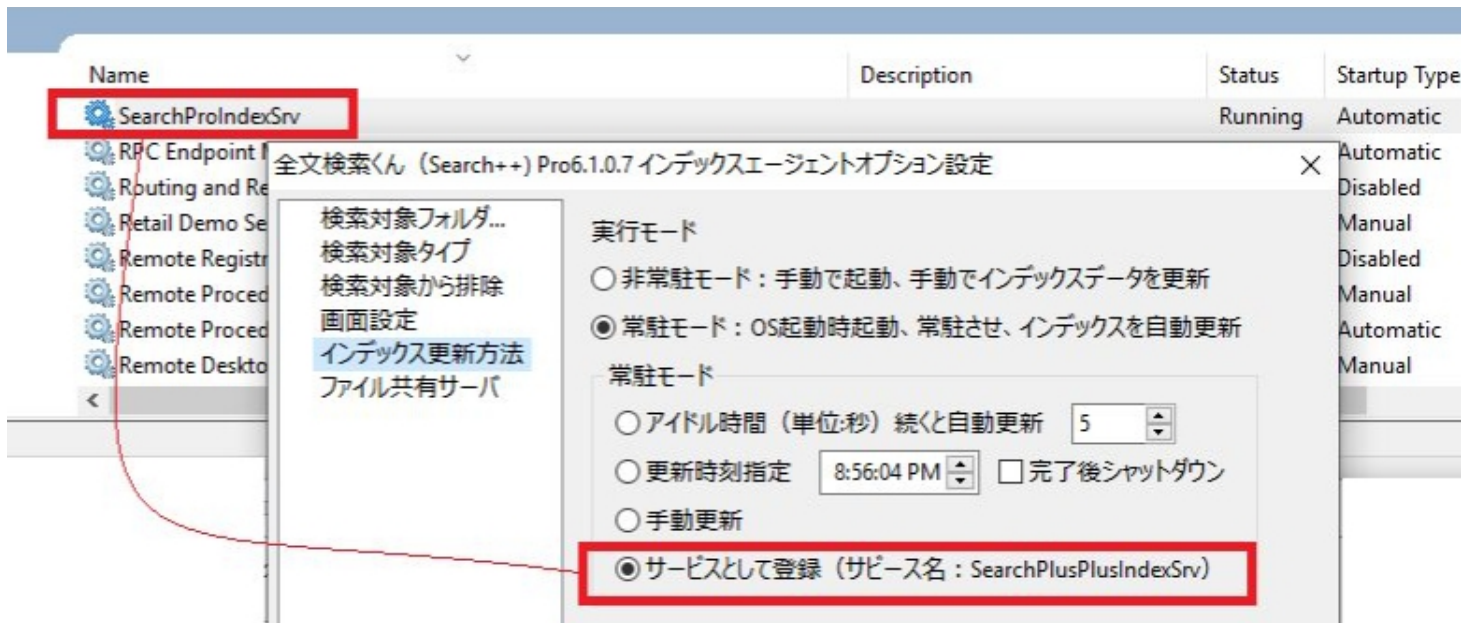 Name Description Status Startup Type
SearchProIndexSrv Running Automatic
RPC Endpoint Automatic
Routing and Re Disabled
Retail Demo Se Manual
Remote Registr Disabled
Remote Proced Manual
Remote Proced Automatic
Remote Deskto Manual
全文検索くん（Search++) Pro6.1.0.7 インデックスエージェントオプション設定
検索対象フォルダ...
検索対象タイプ
検索対象から排除
画面設定
インデックス更新方法
ファイル共有サーバ
実行モード
非常駐モード：手動で起動、手動でインデックスデータを更新
常駐モード：OS起動時起動、常駐させ、インデックスを自動更新
常駐モード
アイドル時間（単位:秒）続くと自動更新 5
更新時刻指定 8:56:04 PM 完了後シャットダウン
手動更新
サービスとして登録（サビース名：SearchPlusPlusIndexSrv）